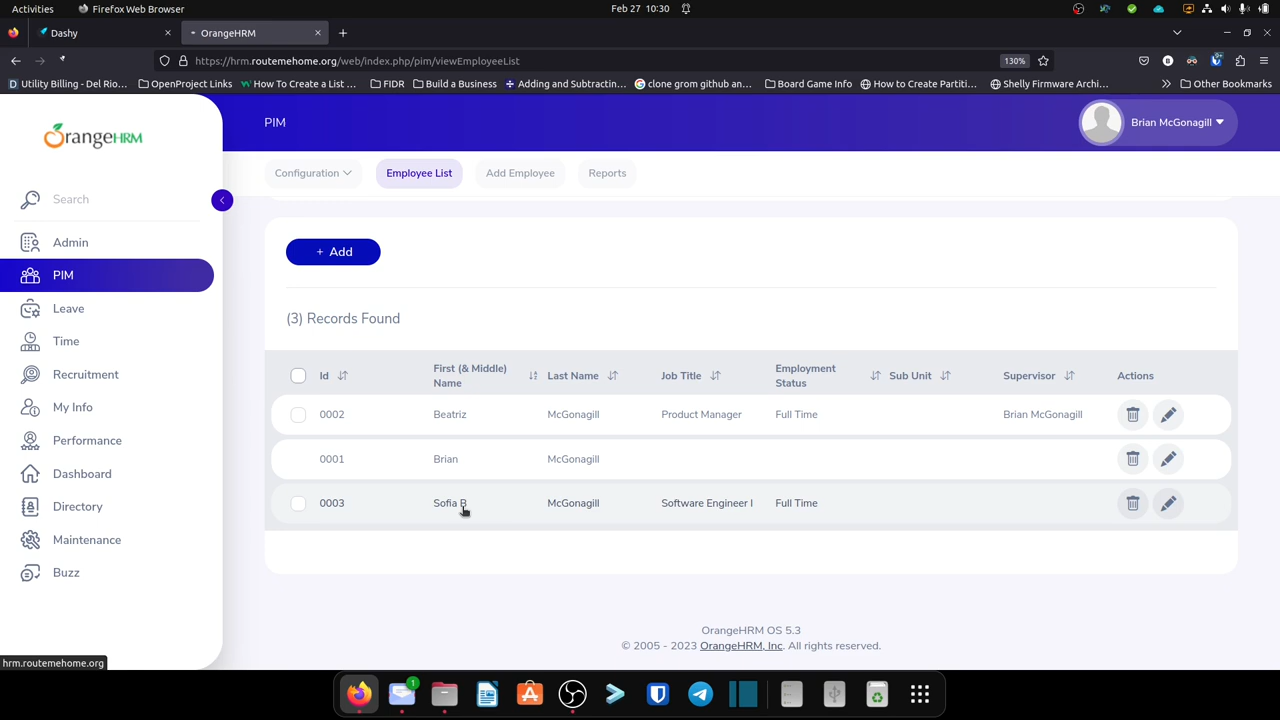 Activities
Firefox Web Browser
Feb 27 10:30
Dashy
OrangeHRM
https://hrm.routemehome.org/web/index.php/pim/viewEmployeeList
130%
Utility Billing - Del Rio...
OpenProject Links
How To Create a List ...
FIDR
Build a Business
Adding and Subtractin...
clone grom github an...
Board Game Info
How to Create Partiti...
Shelly Firmware Archi...
Other Bookmarks
OrangeHRM
PIM
Brian McGonagill
Configuration
Employee List
Add Employee
Reports
Search
Admin
PIM
Leave
Time
Recruitment
My Info
Performance
Dashboard
Directory
Maintenance
Buzz
+ Add
(3) Records Found
Id
First (& Middle) Name
Last Name
Job Title
Employment Status
Sub Unit
Supervisor
Actions
0002 Beatriz McGonagill Product Manager Full Time Brian McGonagill
0001 Brian McGonagill
0003 Sofia B McGonagill Software Engineer I Full Time
OrangeHRM OS 5.3
© 2005 - 2023 OrangeHRM, Inc. All rights reserved.
hrm.routemehome.org
1